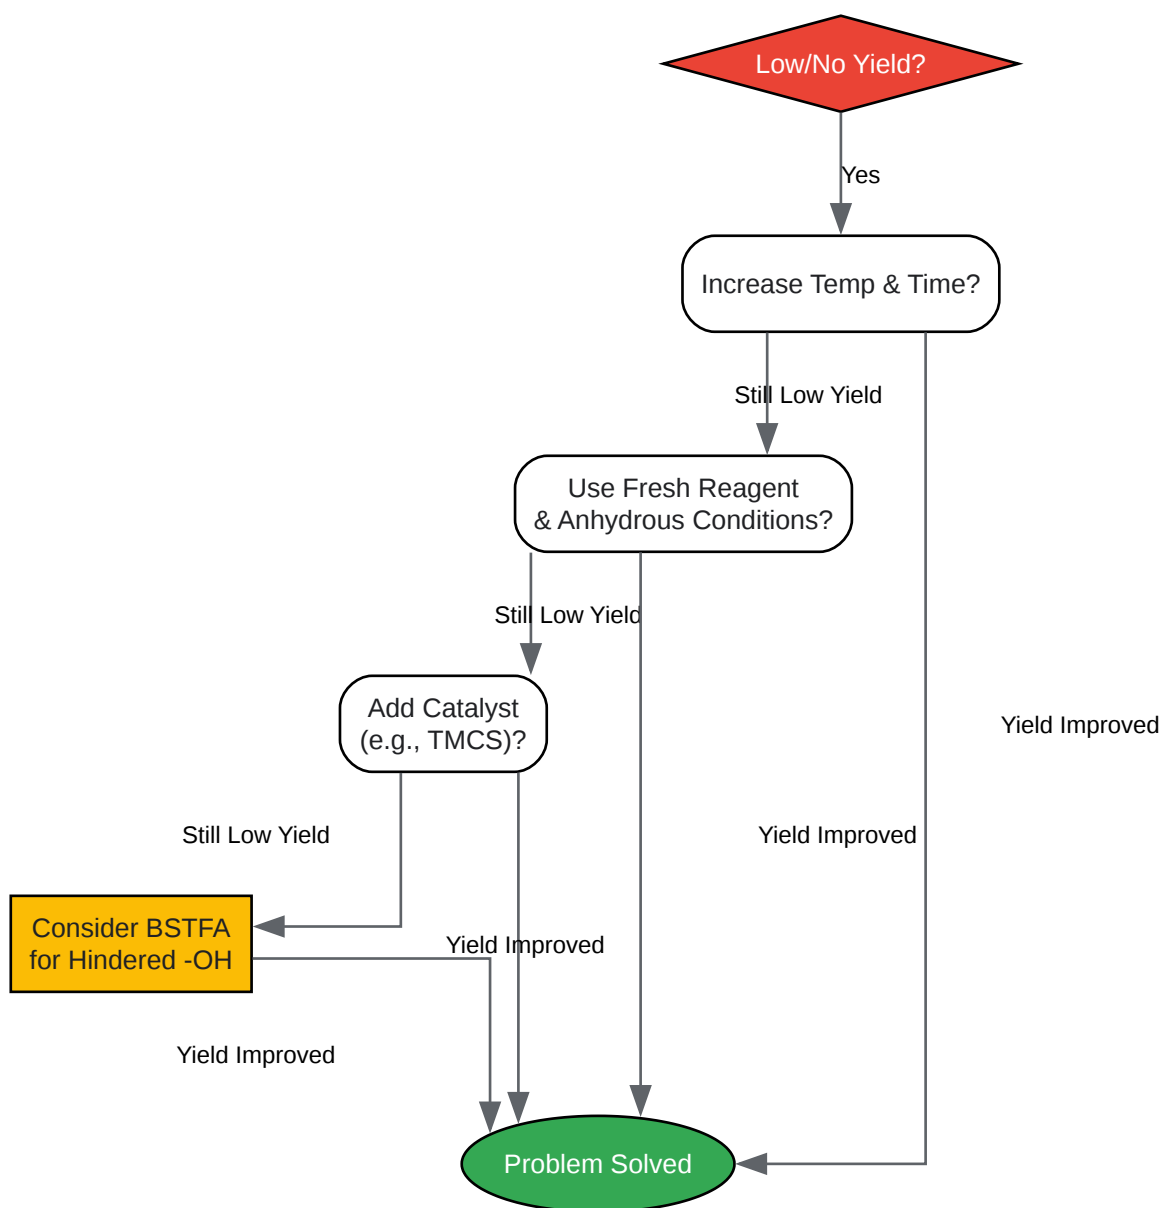 Low/No Yield?
Yes
Increase Temp & Time?
Still Low Yield
Use Fresh Reagent
& Anhydrous Conditions?
Still Low Yield
Add Catalyst
(e.g., TMCS)?
Yield Improved
Still Low Yield
Yield Improved
Consider BSTFA
for Hindered -OH
Yield Improved
Yield Improved
Problem Solved